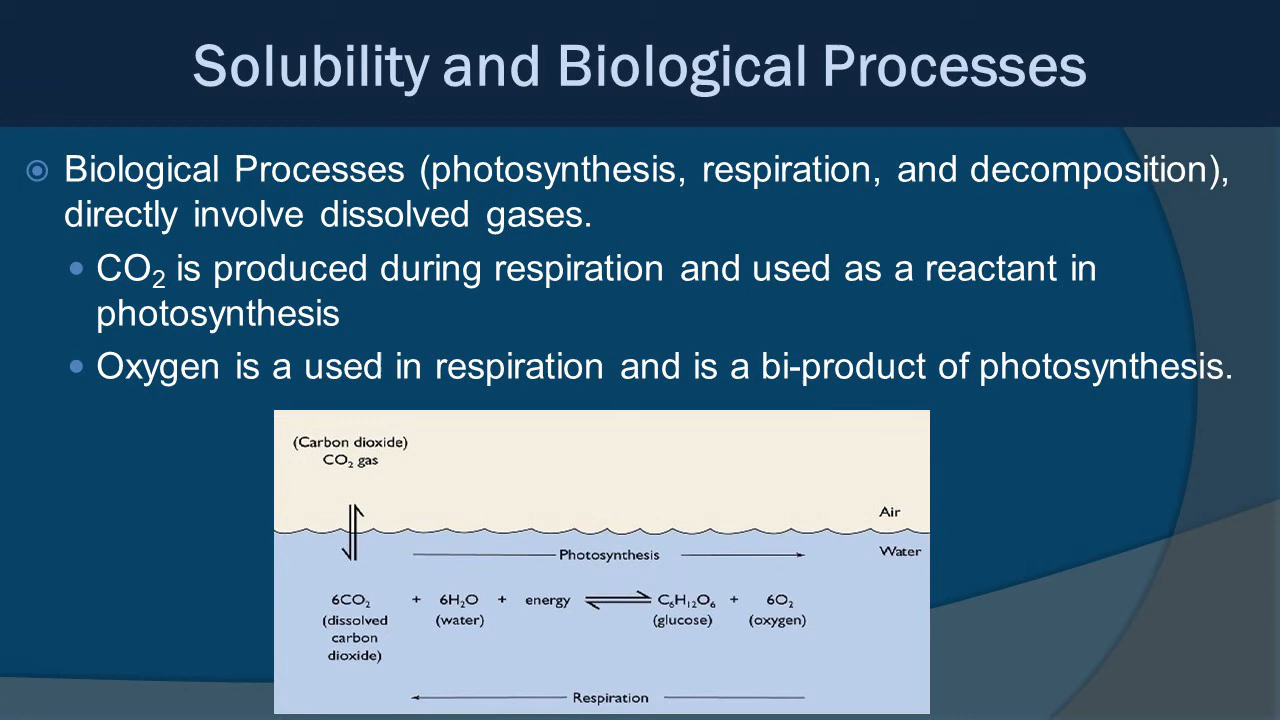 Solubility and Biological Processes
Biological Processes (photosynthesis, respiration, and decomposition),
directly involve dissolved gases.
CO₂ is produced during respiration and used as a reactant in
photosynthesis
Oxygen is a used in respiration and is a bi-product of photosynthesis.
(Carbon dioxide)
CO₂ gas
Air
Water
Photosynthesis
6CO₂ + 6H₂O + energy ⇌ C₆H₁₂O₆ + 6O₂
(dissolved (water) (glucose) (oxygen)
carbon
dioxide)
Respiration